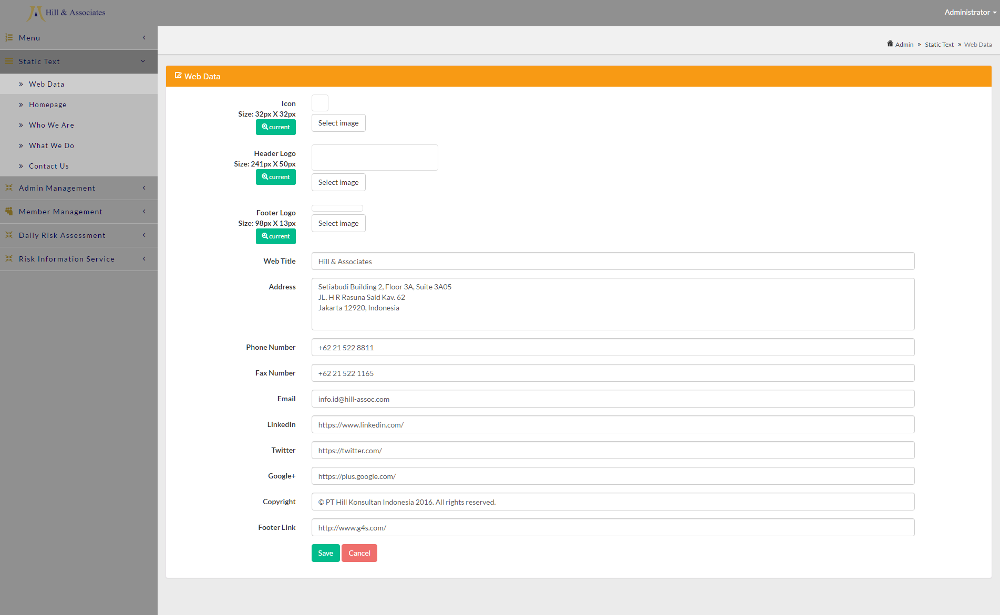 Hill & Associates
Administrator
Menu
Static Text
Web Data
Homepage
Who We Are
What We Do
Contact Us
Admin Management
Member Management
Daily Risk Assessment
Risk Information Service
Admin » Static Text » Web Data
Web Data
Icon
Size: 32px X 32px
current
Select image
Header Logo
Size: 241px X 50px
current
Select image
Footer Logo
Size: 98px X 13px
current
Select image
Web Title
Hill & Associates
Address
Setiabudi Building 2, Floor 3A, Suite 3A05
JL. H R Rasuna Said Kav. 62
Jakarta 12920, Indonesia
Phone Number
+62 21 522 8811
Fax Number
+62 21 522 1165
Email
info.id@hill-assoc.com
LinkedIn
https://www.linkedin.com/
Twitter
https://twitter.com/
Google+
https://plus.google.com/
Copyright
© PT Hill Konsultan Indonesia 2016. All rights reserved.
Footer Link
http://www.g4s.com/
Save
Cancel